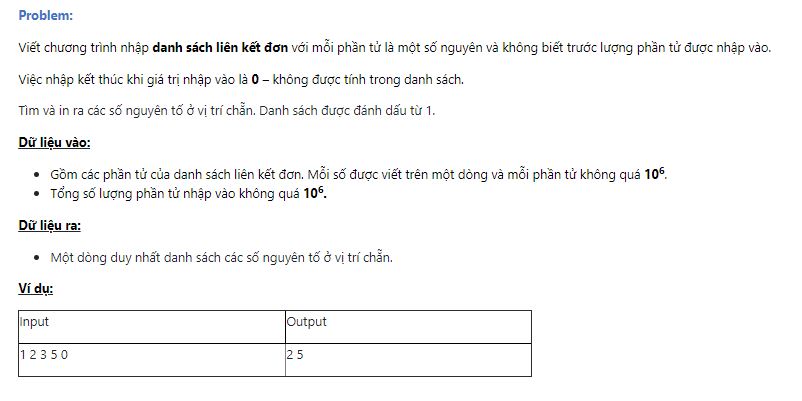 Problem:
Viết chương trình nhập danh sách liên kết đơn với mỗi phần tử là một số nguyên và không biết trước lượng phần tử được nhập vào.
Việc nhập kết thúc khi giá trị nhập vào là 0 – không được tính trong danh sách.
Tìm và in ra các số nguyên tố ở vị trí chẵn. Danh sách được đánh dấu từ 1.
Dữ liệu vào:
• Gồm các phần tử của danh sách liên kết đơn. Mỗi số được viết trên một dòng và mỗi phần tử không quá 10⁶.
• Tổng số lượng phần tử nhập vào không quá 10⁶.
Dữ liệu ra:
• Một dòng duy nhất danh sách các số nguyên tố ở vị trí chẵn.
Ví dụ:
Input Output
1 2 3 5 0 2 5